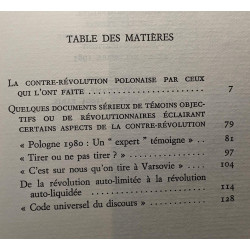 TABLE DES MATIÈRES
LA CONTRE-RÉVOLUTION POLONAISE PAR CEUX
QUI L'ONT FAITE 7
QUELQUES DOCUMENTS SÉRIEUX DE TÉMOINS OBJEC-
TIFS OU DE RÉVOLUTIONNAIRES ÉCLAIRANT
CERTAINS ASPECTS DE LA CONTRE-RÉVOLUTION 79
« Pologne 1980 : Un " expert " témoigne » .... 81
« Tirer ou ne pas tirer ? » 97
« C'est sur nous qu'on tire à Varsovie » 104
De la révolution auto-limitée à la révolution
auto-liquidée 114
« Code universel du discours » 128